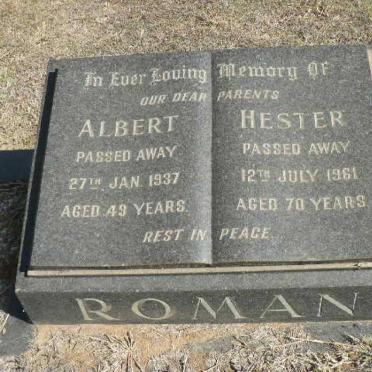 In Ever Loving Memory Of
OUR DEAR PARENTS
ALBERT
PASSED AWAY
27TH JAN 1937
AGED 49 YEARS.
HESTER
PASSED AWAY
12TH JULY 1961
AGED 70 YEARS.
REST IN PEACE.
ROMAN